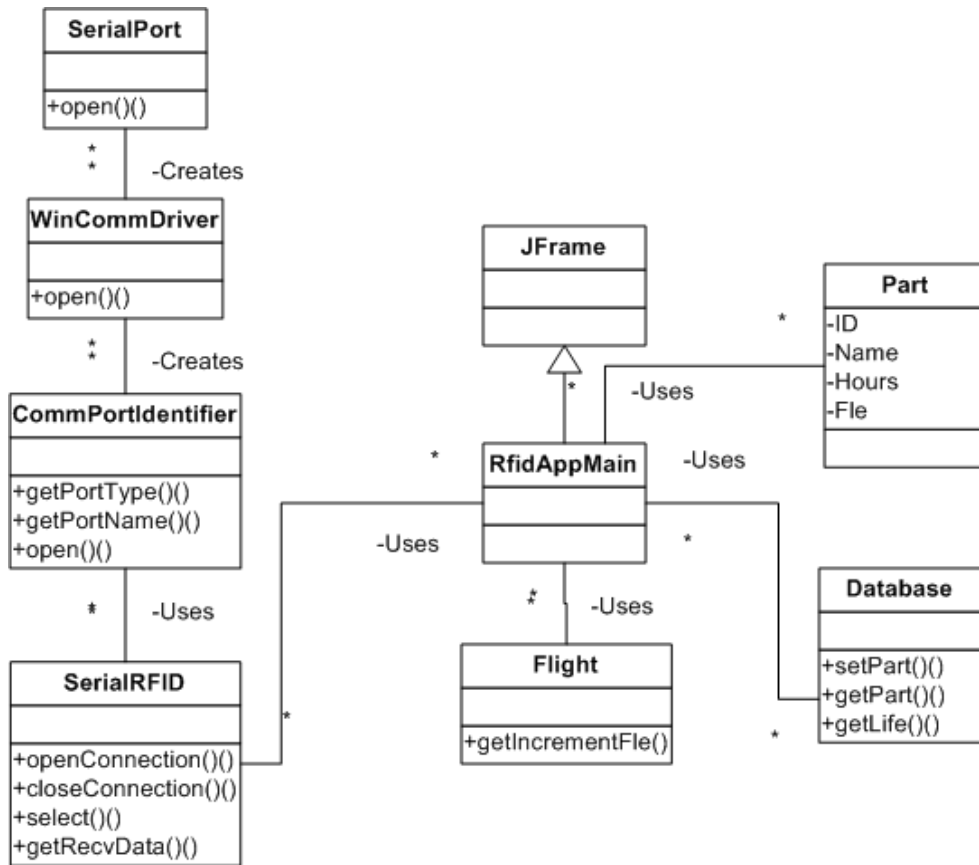 SerialPort
+open()()
*
*
-Creates
WinCommDriver
+open()()
*
*
-Creates
CommPortIdentifier
+getPortType()()
+getPortName()()
+open()()
*
*
-Uses
SerialRFID
+openConnection()()
+closeConnection()()
+select()()
+getRecvData()()
*
*
-Uses
JFrame
*
RfidAppMain
*
*
-Uses
Flight
+getIncrementFle()
*
-Uses
Part
-ID
-Name
-Hours
-Fle
-Uses
*
*
Database
+setPart()()
+getPart()()
+getLife()()